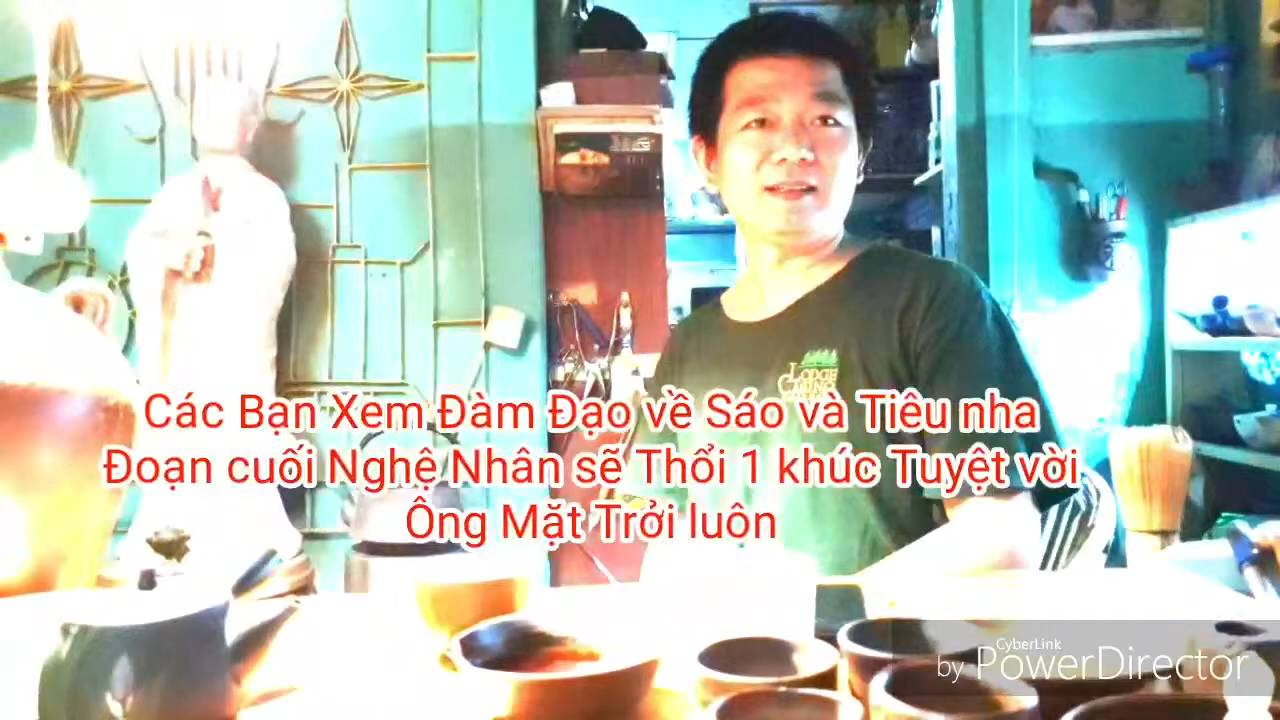 LODGE
Các Bạn Xem Đàm Đạo về Sáo và Tiêu nha
Đoạn cuối Nghệ Nhân sẽ Thổi 1 khúc Tuyệt vời
Ông Mặt Trởi luôn
CyberLink
by PowerDirector